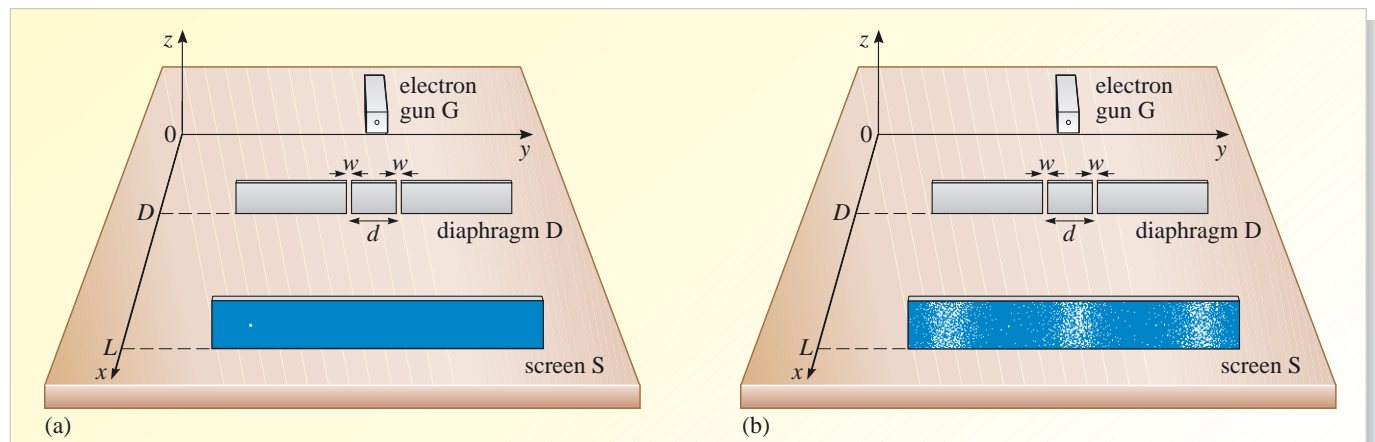 z
electron
gun G
0
y
w w
D
d
diaphragm D
L
x
screen S
(a)
z
electron
gun G
0
y
w w
D
d
diaphragm D
L
x
screen S
(b)